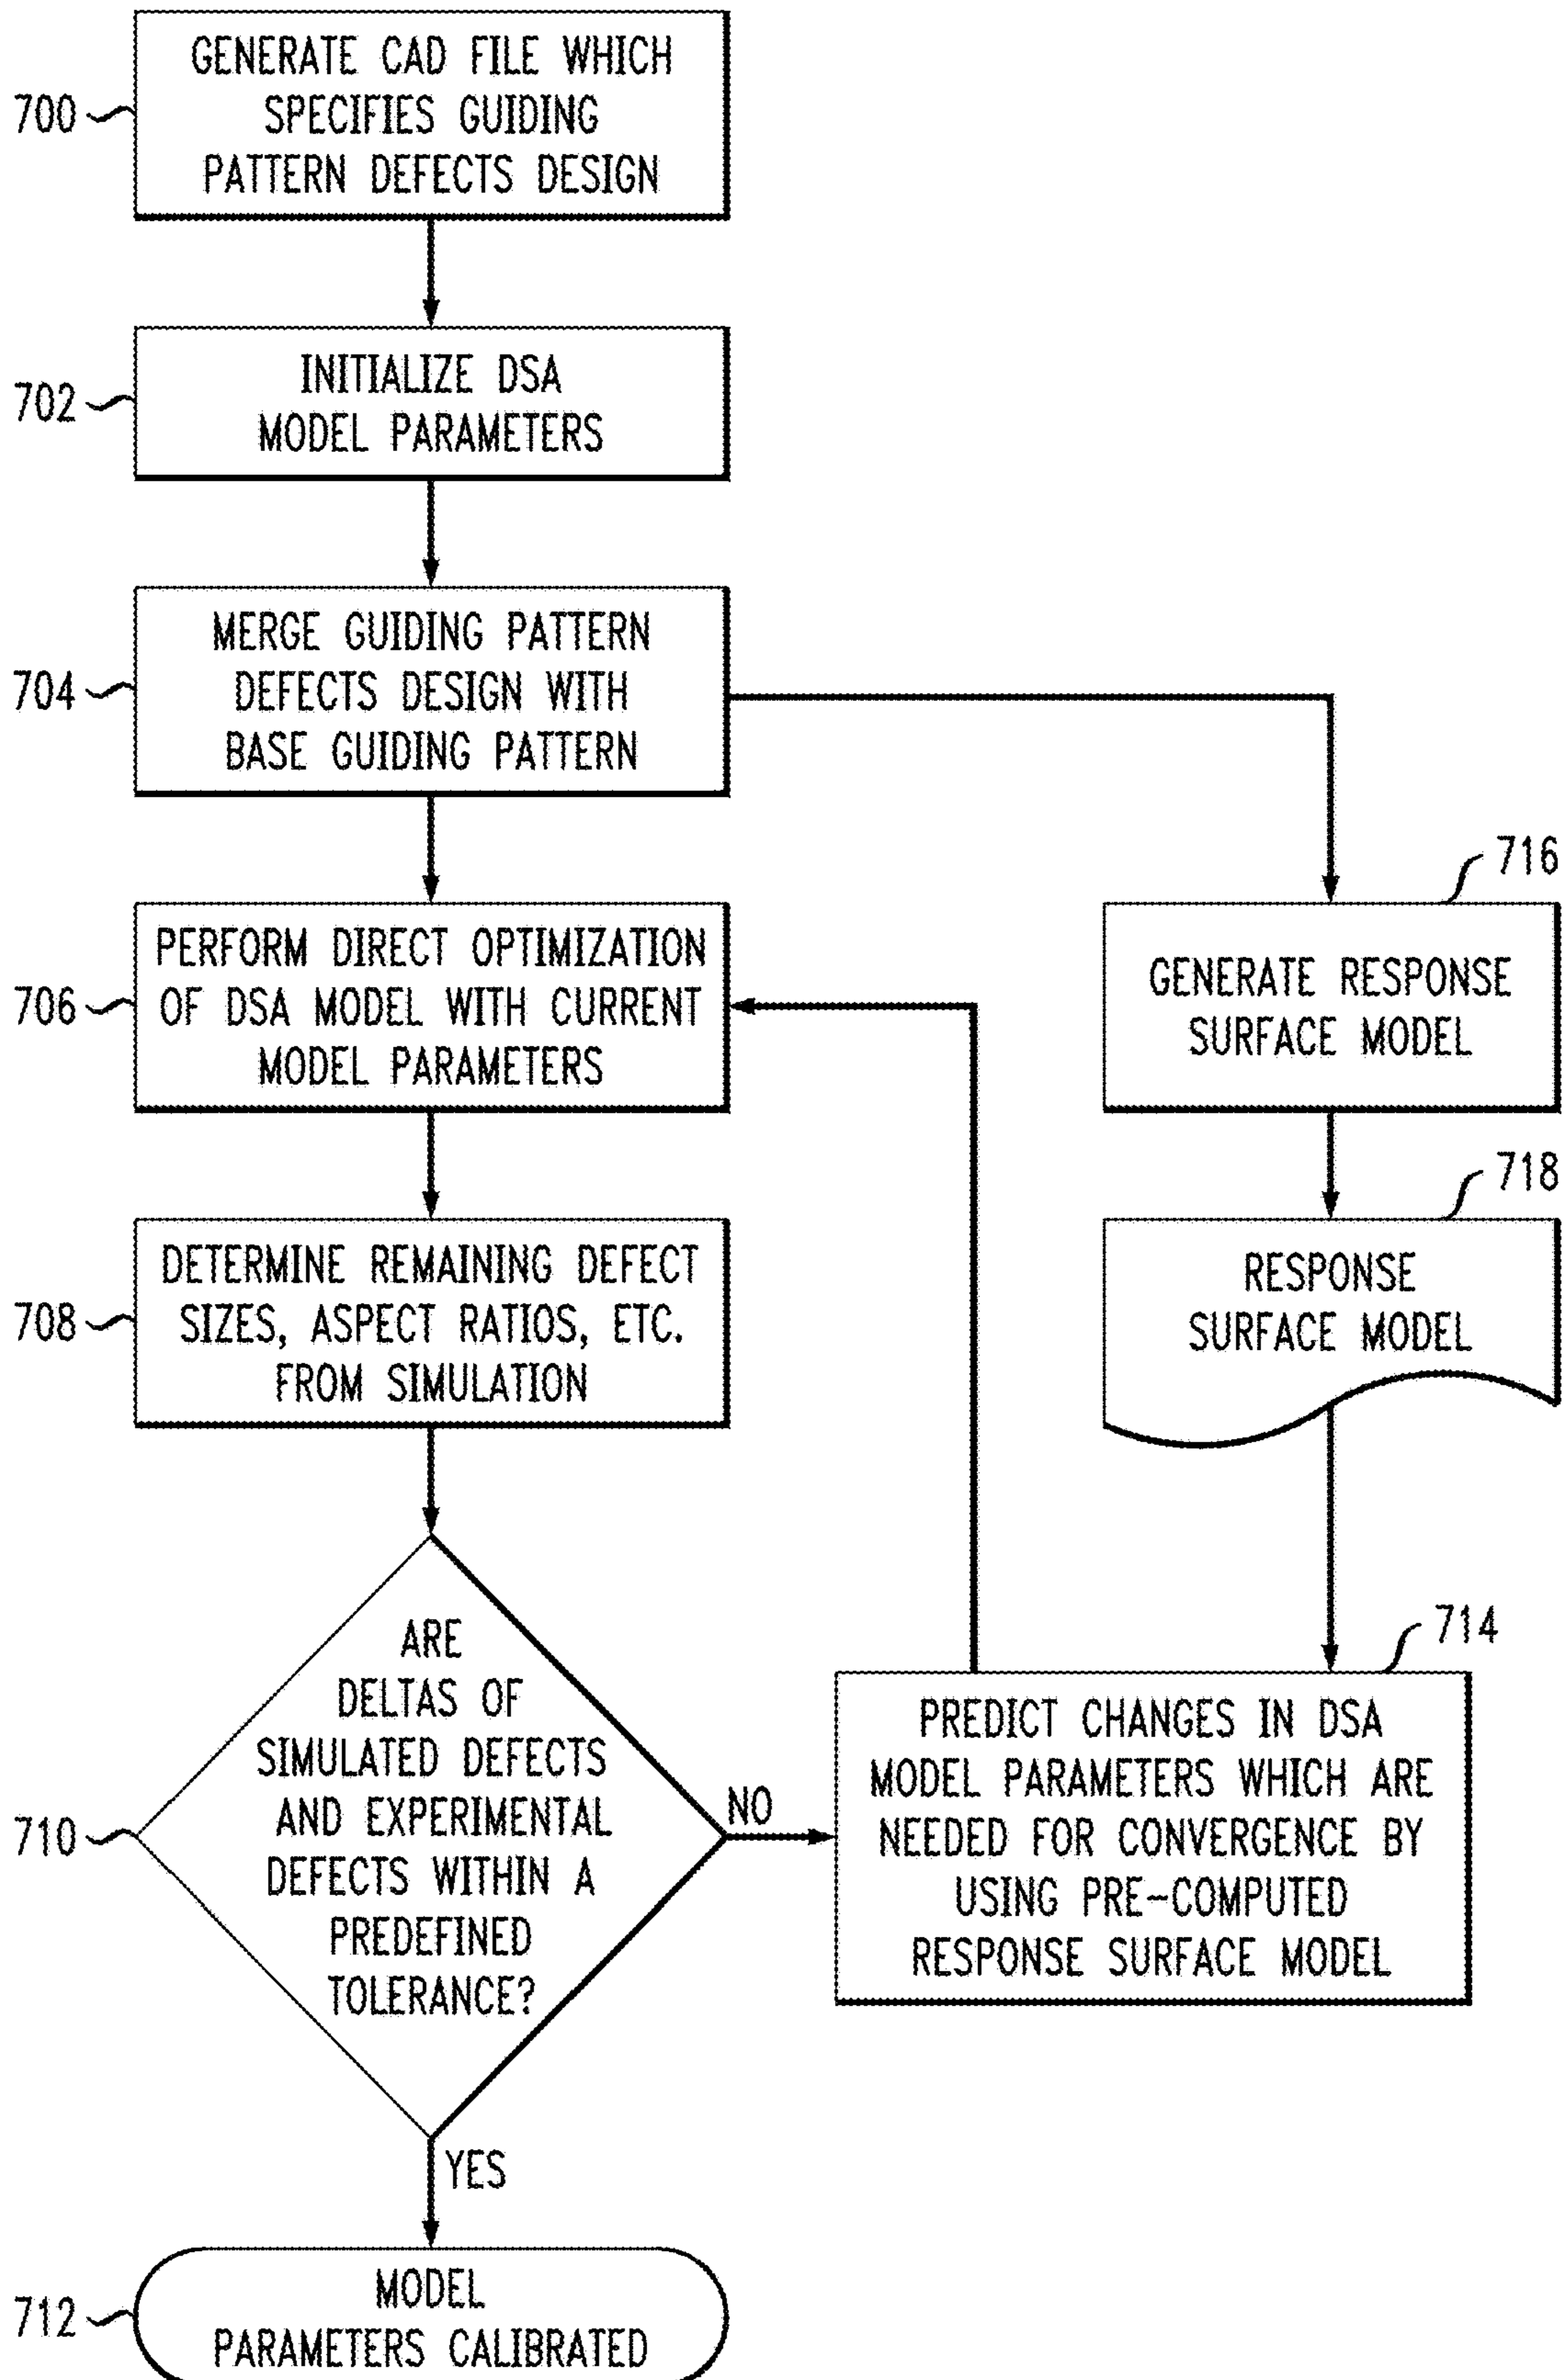 700
GENERATE CAD FILE WHICH
SPECIFIES GUIDING
PATTERN DEFECTS DESIGN
702
INITIALIZE DSA
MODEL PARAMETERS
704
MERGE GUIDING PATTERN
DEFECTS DESIGN WITH
BASE GUIDING PATTERN
706
PERFORM DIRECT OPTIMIZATION
OF DSA MODEL WITH CURRENT
MODEL PARAMETERS
716
GENERATE RESPONSE
SURFACE MODEL
708
DETERMINE REMAINING DEFECT
SIZES, ASPECT RATIOS, ETC.
FROM SIMULATION
718
RESPONSE
SURFACE MODEL
710
ARE
DELTAS OF
SIMULATED DEFECTS
AND EXPERIMENTAL
DEFECTS WITHIN A
PREDEFINED
TOLERANCE?
NO
714
PREDICT CHANGES IN DSA
MODEL PARAMETERS WHICH ARE
NEEDED FOR CONVERGENCE BY
USING PRE-COMPUTED
RESPONSE SURFACE MODEL
YES
712
MODEL
PARAMETERS CALIBRATED